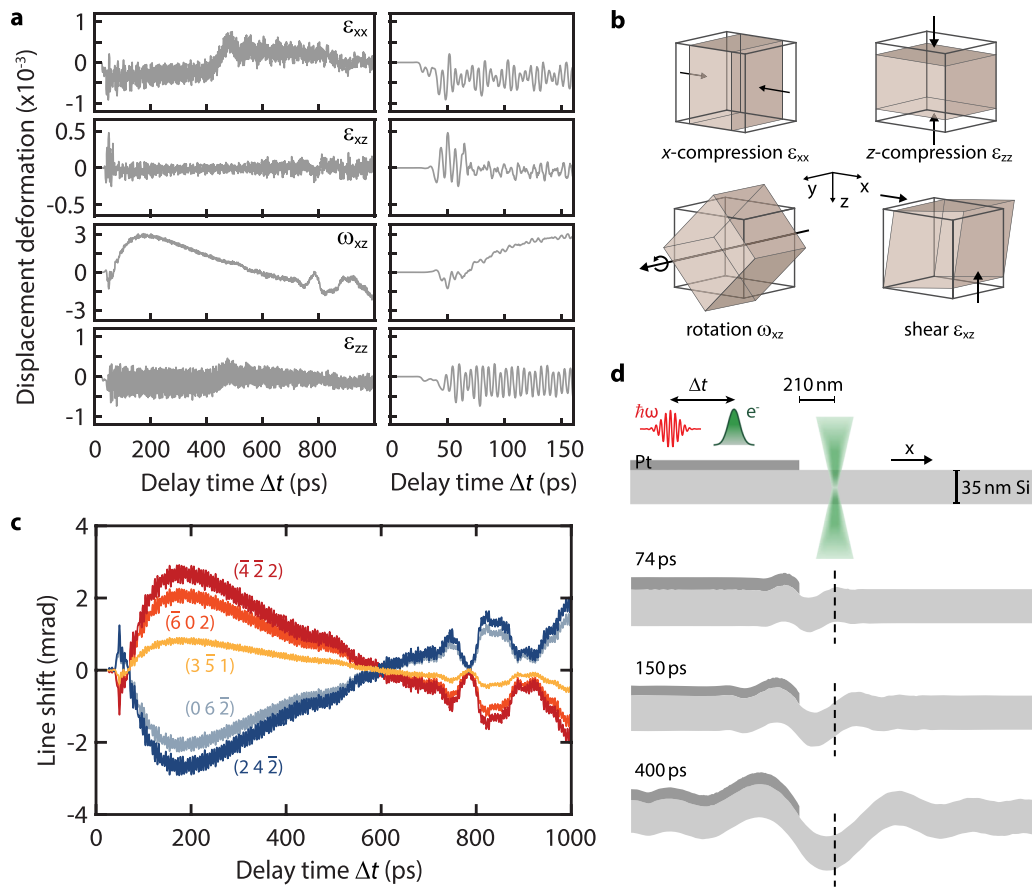 a
Displacement deformation (x10⁻³)
1
0
-1
εxx
0.5
0
-0.5
εxz
3
0
-3
ωxz
1
0
-1
εzz
0 200 400 600 800
0 50 100 150
Delay time Δt (ps)
Delay time Δt (ps)
b
x-compression εxx
z-compression εzz
y x
z
rotation ωxz
shear εxz
c
Line shift (mrad)
4
2
0
-2
-4
(4̅ 2̅ 2)
(6̅ 0 2)
(3 5̅ 1)
(0 6 2̅)
(2 4 2̅)
0 200 400 600 800 1000
Delay time Δt (ps)
d
210 nm
Δt
ħω
e⁻
Pt
x
35 nm Si
74 ps
150 ps
400 ps